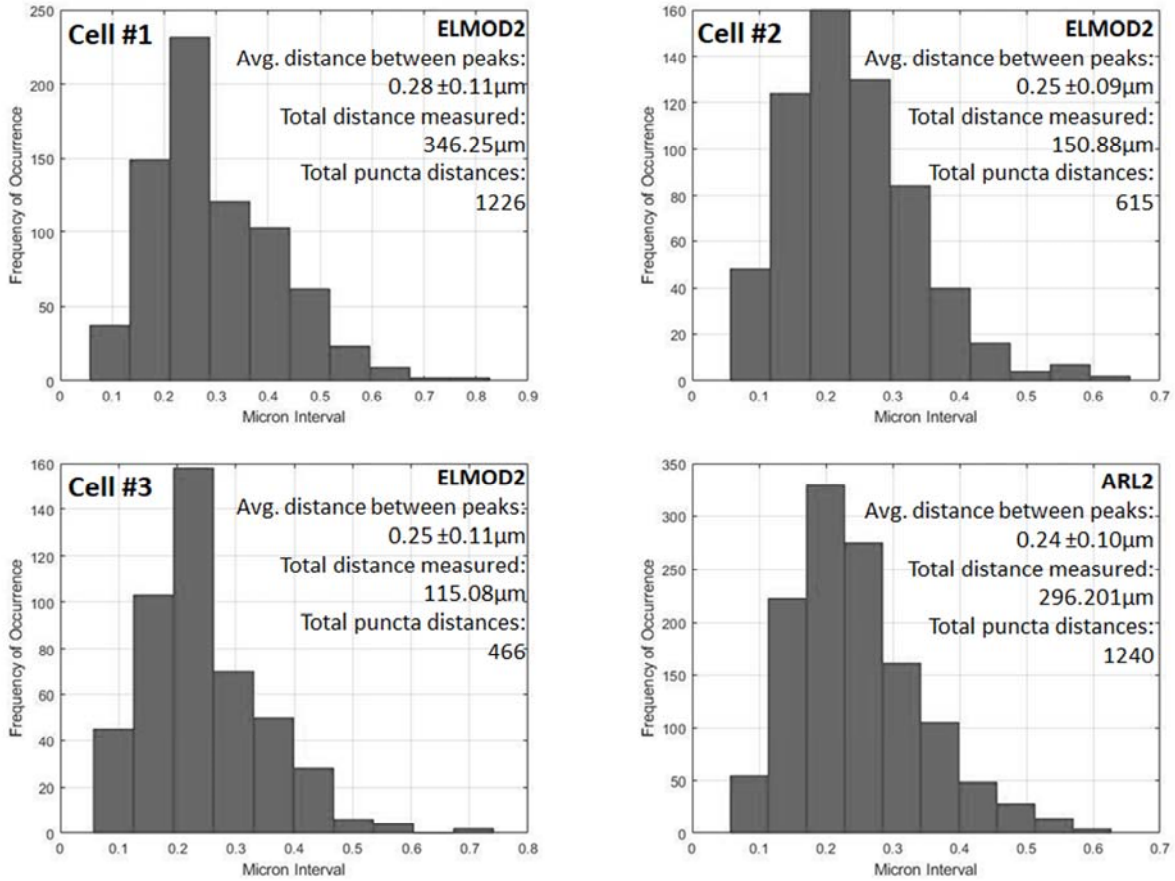 Cell #1
ELMOD2
Avg. distance between peaks:
0.28 ±0.11µm
Total distance measured:
346.25µm
Total puncta distances:
1226
Frequency of Occurrence
250
200
150
100
50
0
0 0.1 0.2 0.3 0.4 0.5 0.6 0.7 0.8 0.9
Micron Interval
Cell #2
ELMOD2
Avg. distance between peaks:
0.25 ±0.09µm
Total distance measured:
150.88µm
Total puncta distances:
615
Frequency of Occurrence
160
140
120
100
80
60
40
20
0
0 0.1 0.2 0.3 0.4 0.5 0.6 0.7
Micron Interval
Cell #3
ELMOD2
Avg. distance between peaks:
0.25 ±0.11µm
Total distance measured:
115.08µm
Total puncta distances:
466
Frequency of Occurrence
160
140
120
100
80
60
40
20
0
0 0.1 0.2 0.3 0.4 0.5 0.6 0.7 0.8
Micron Interval
ARL2
Avg. distance between peaks:
0.24 ±0.10µm
Total distance measured:
296.201µm
Total puncta distances:
1240
Frequency of Occurrence
350
300
250
200
150
100
50
0
0 0.1 0.2 0.3 0.4 0.5 0.6 0.7
Micron Interval